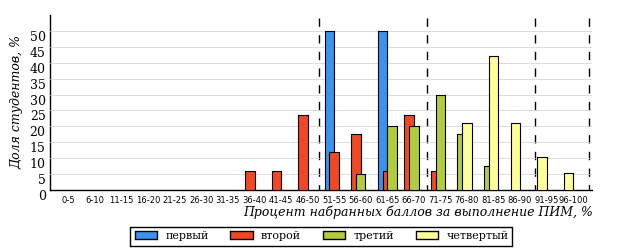 Доля студентов, %
50
45
40
35
30
25
20
15
10
5
0
0-5 6-10 11-15 16-20 21-25 26-30 31-35 36-40 41-45 46-50 51-55 56-60 61-65 66-70 71-75 76-80 81-85 86-90 91-95 96-100
Процент набранных баллов за выполнение ПИМ, %
первый второй третий четвертый